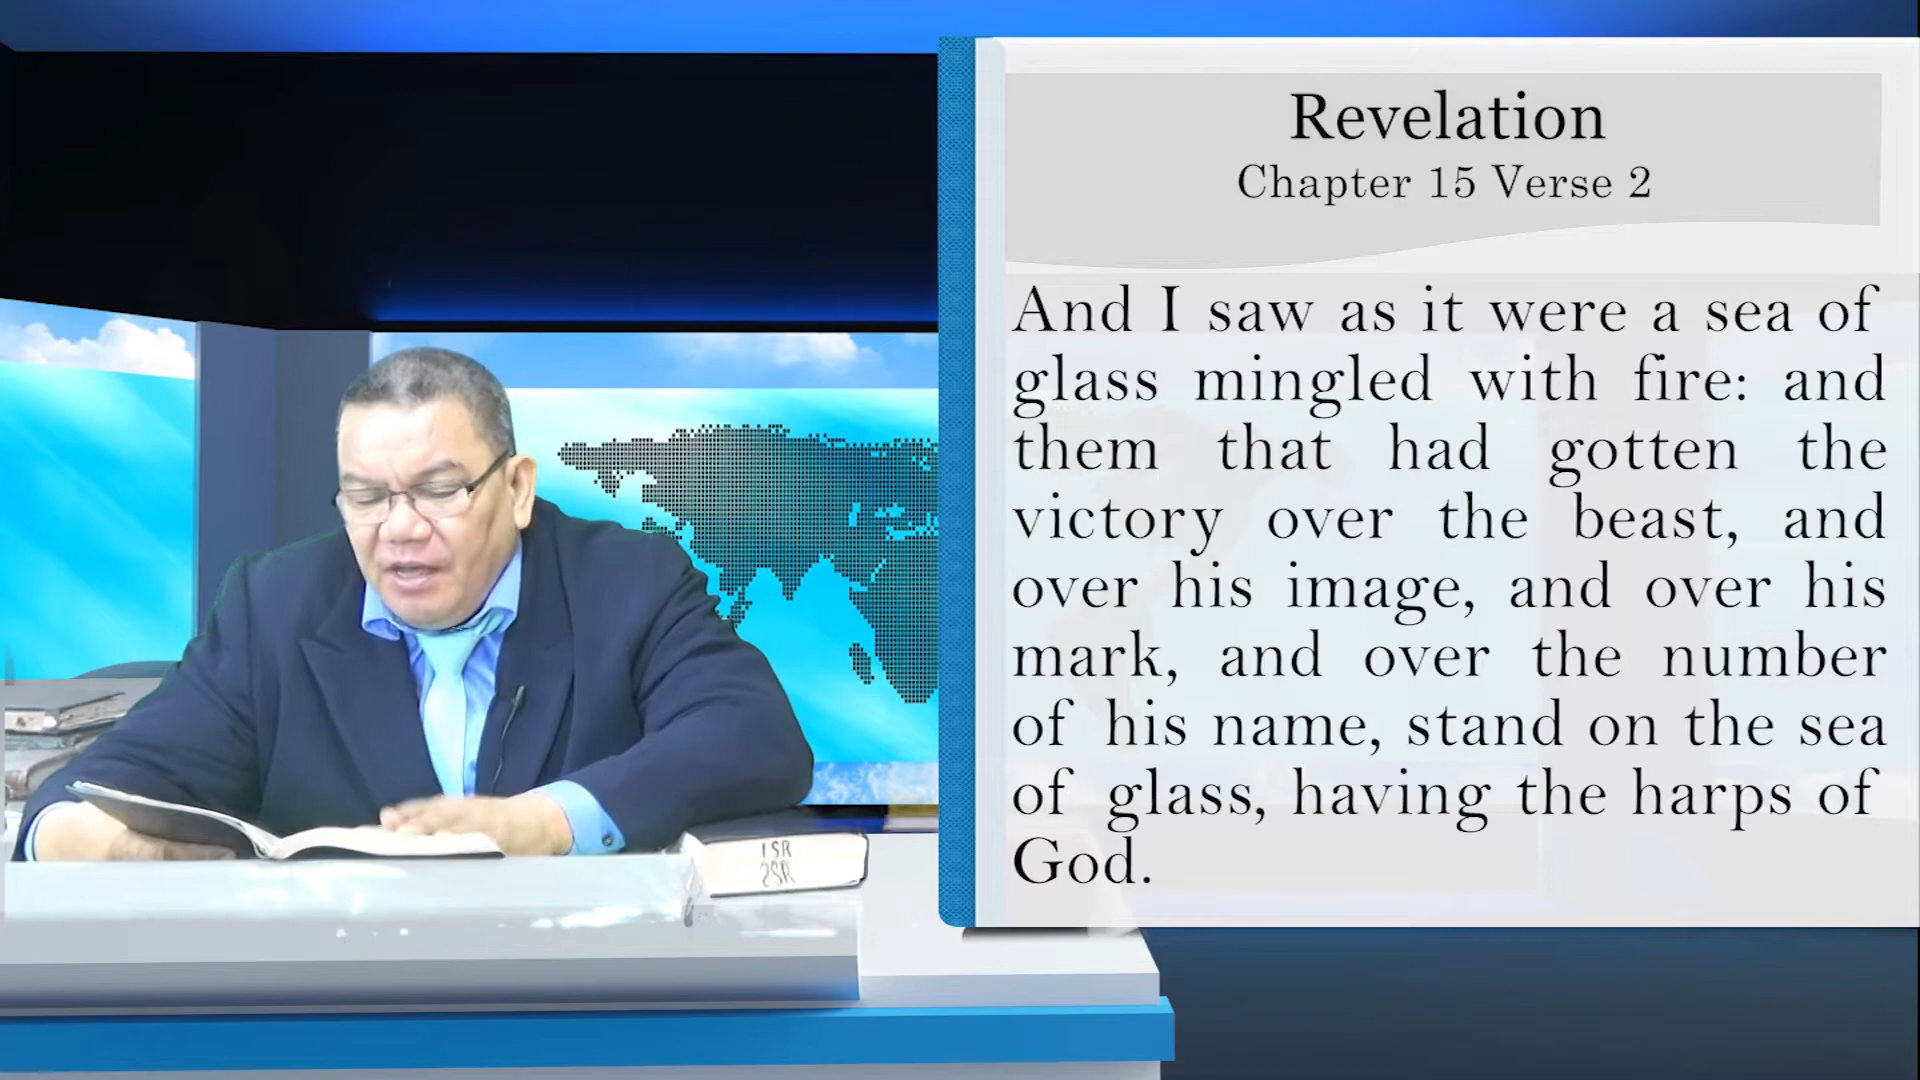 Revelation
Chapter 15 Verse 2
And I saw as it were a sea of
glass mingled with fire: and
them that had gotten the
victory over the beast, and
over his image, and over his
mark, and over the number
of his name, stand on the sea
of glass, having the harps of
God.
1SR
2SR